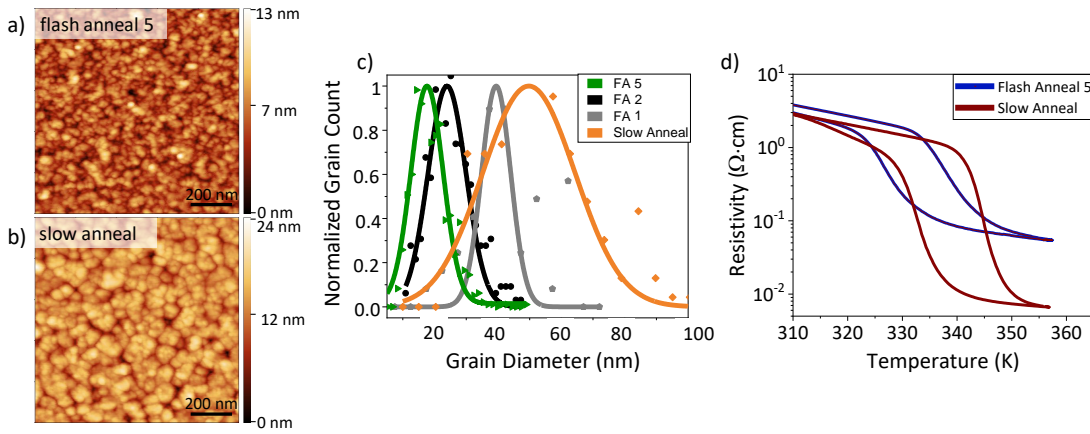 a)
flash anneal 5
13 nm
7 nm
0 nm
200 nm
b)
slow anneal
24 nm
12 nm
0 nm
200 nm
c)
Normalized Grain Count
1
0.8
0.6
0.4
0.2
0.0
20
40
60
80
100
Grain Diameter (nm)
FA 5
FA 2
FA 1
Slow Anneal
d)
Resistivity (Ω·cm)
10¹
10⁰
10⁻¹
10⁻²
310
320
330
340
350
360
Temperature (K)
Flash Anneal 5
Slow Anneal